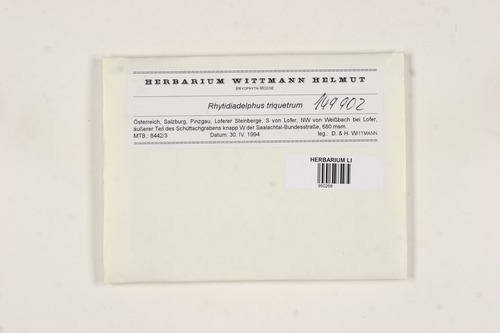 HERBARIUM WITTMANN HELMUT
BRYOPHYTA-MOOSE
Rhytidiadelphus triquetrum 149902
Österreich, Salzburg, Pinzgau, Loferer Steinberge, S von Lofer, NW von Weißbach bei Lofer,
äußerer Teil des Schüttachgrabens knapp W der Saalachtal-Bundesstraße, 680 msm.
MTB.: 8442/3 Datum: 30. IV. 1994 leg.: D. & H. WITTMANN
HERBARIUM LI
950268